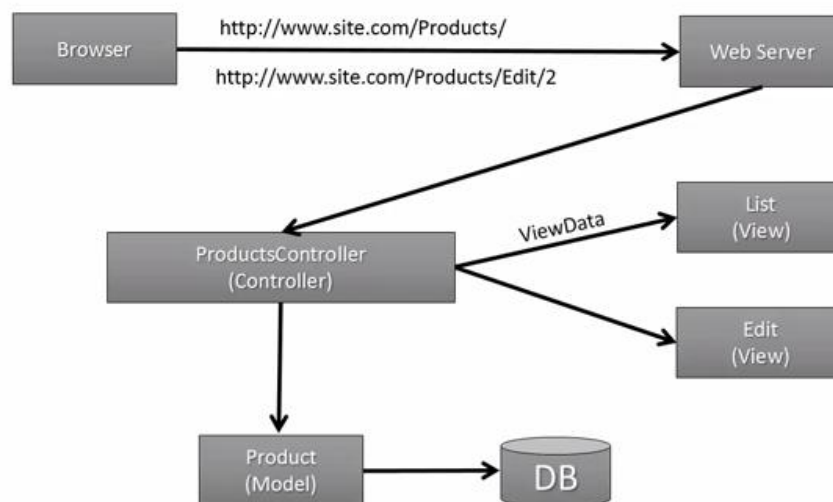 Browser
http://www.site.com/Products/
http://www.site.com/Products/Edit/2
Web Server
ProductsController
(Controller)
ViewData
List
(View)
Edit
(View)
Product
(Model)
DB